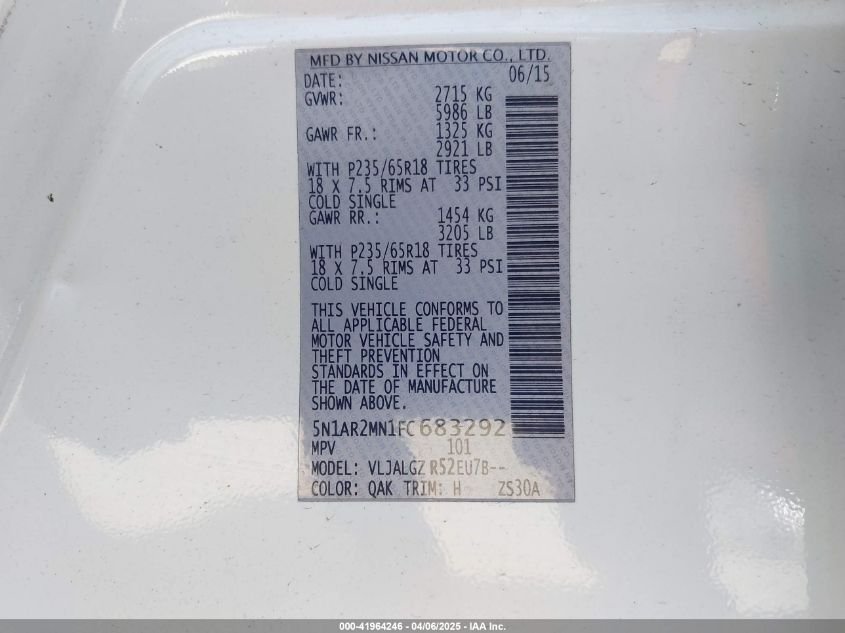 MFD BY NISSAN MOTOR CO., LTD.
DATE: 06/15
GVWR: 2715 KG
5986 LB
GAWR FR.: 1325 KG
2921 LB
WITH P235/65R18 TIRES
18 X 7.5 RIMS AT 33 PSI
COLD SINGLE
GAWR RR.: 1454 KG
3205 LB
WITH P235/65R18 TIRES
18 X 7.5 RIMS AT 33 PSI
COLD SINGLE
THIS VEHICLE CONFORMS TO
ALL APPLICABLE FEDERAL
MOTOR VEHICLE SAFETY AND
THEFT PREVENTION
STANDARDS IN EFFECT ON
THE DATE OF MANUFACTURE
SHOWN ABOVE.
5N1AR2MN1FC683292
MPV 101
MODEL: VLJALGZ R52EU7B--
COLOR: QAK TRIM: H ZS30A
000-41964246 - 04/06/2025 - IAA Inc.